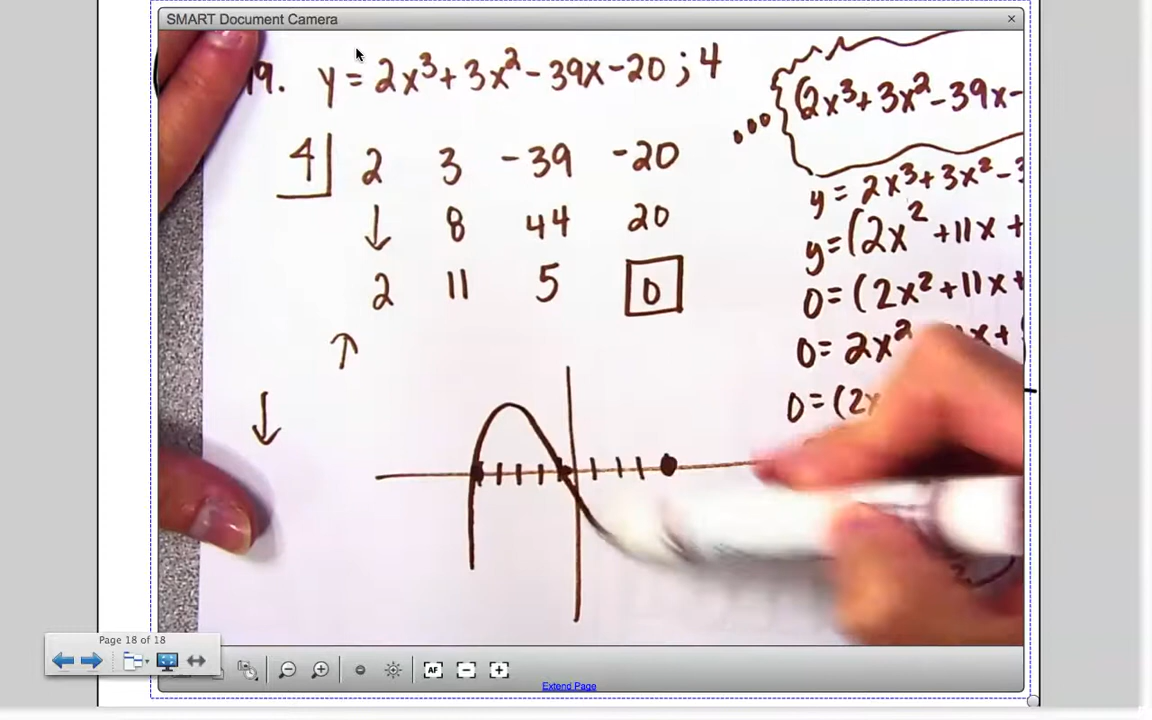 SMART Document Camera
19. y = 2x³ + 3x² - 39x - 20 ; 4
(2x³ + 3x² - 39x -
4 2 3 -39 -20
↓ 8 44 20
2 11 5 0
y = 2x³ + 3x² - 3
y = (2x² + 11x +
0 = (2x² + 11x +
0 = 2x²
0 = (2x
Page 18 of 18
AF
Extend Page